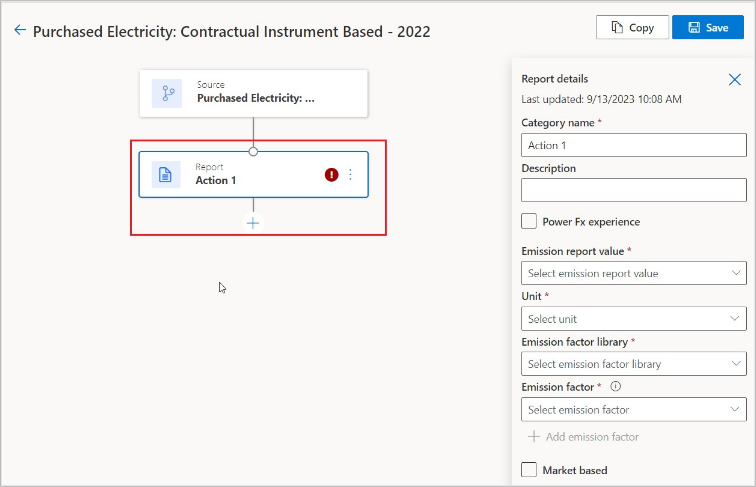 Purchased Electricity: Contractual Instrument Based - 2022
Copy
Save
Source
Purchased Electricity: ...
Report
Action 1
Report details
Last updated: 9/13/2023 10:08 AM
Category name *
Action 1
Description
Power Fx experience
Emission report value *
Select emission report value
Unit *
Select unit
Emission factor library *
Select emission factor library
Emission factor *
Select emission factor
Add emission factor
Market based